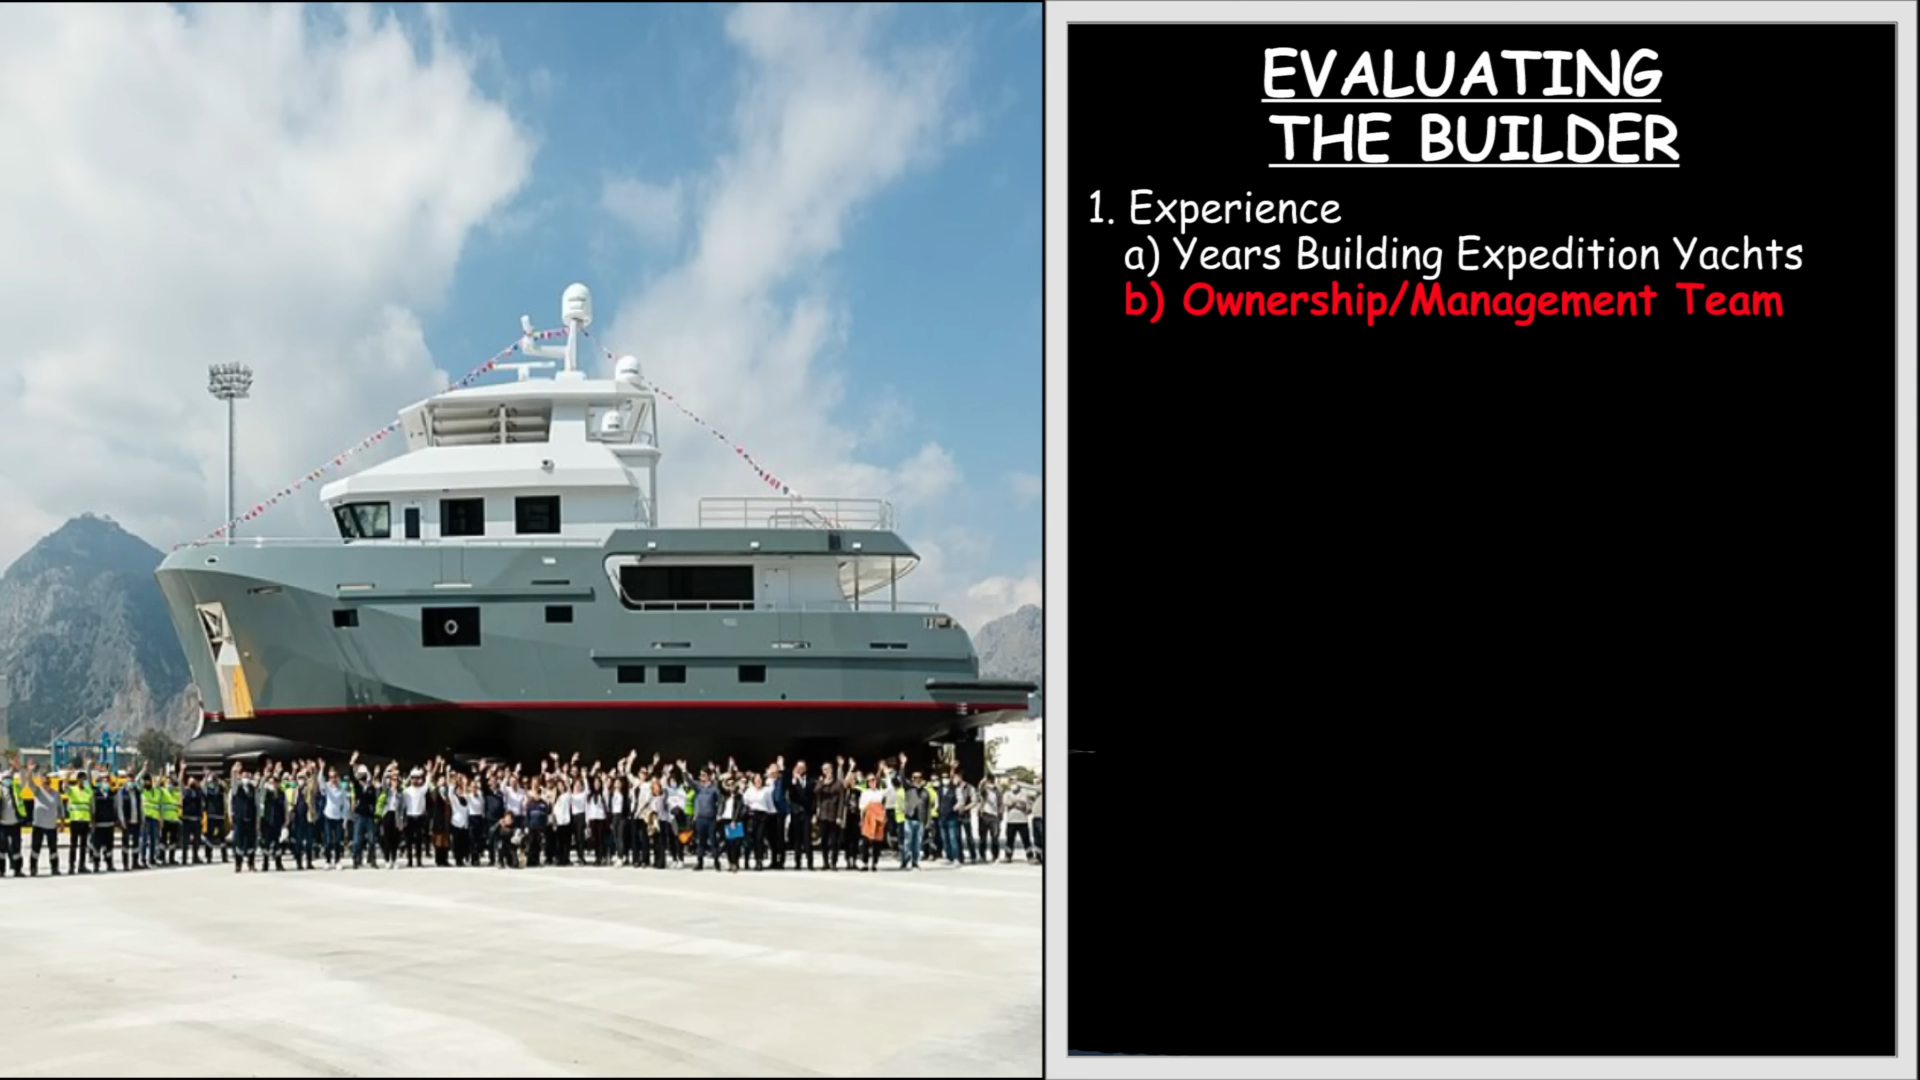 EVALUATING
THE BUILDER
1. Experience
a) Years Building Expedition Yachts
b) Ownership/Management Team